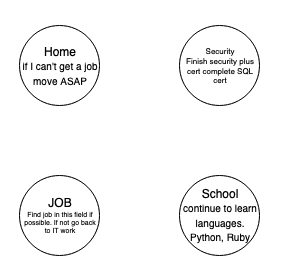 Home
if I can't get a job
move ASAP
Security
Finish security plus
cert complete SQL
cert
JOB
Find job in this field if
possible. If not go back
to IT work
School
continue to learn
languages.
Python, Ruby